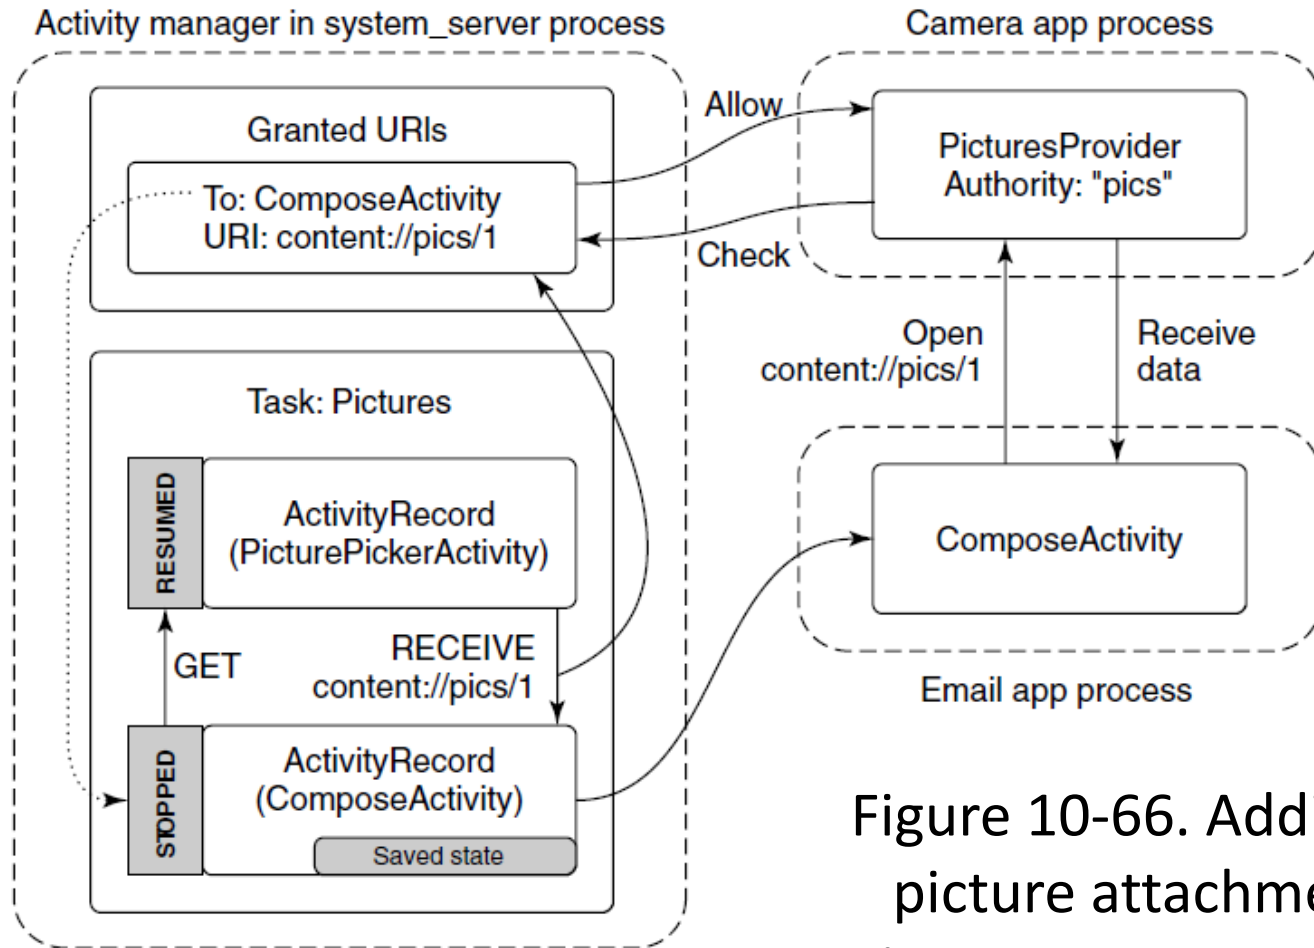 Activity manager in system_server process
Camera app process
Granted URIs
To: ComposeActivity
URI: content://pics/1
Allow
Check
PicturesProvider
Authority: "pics"
Open
content://pics/1
Receive
data
Task: Pictures
RESUMED
ActivityRecord
(PicturePickerActivity)
GET
RECEIVE
content://pics/1
STOPPED
ActivityRecord
(ComposeActivity)
Saved state
ComposeActivity
Email app process
Figure 10-66. Addi
picture attachme